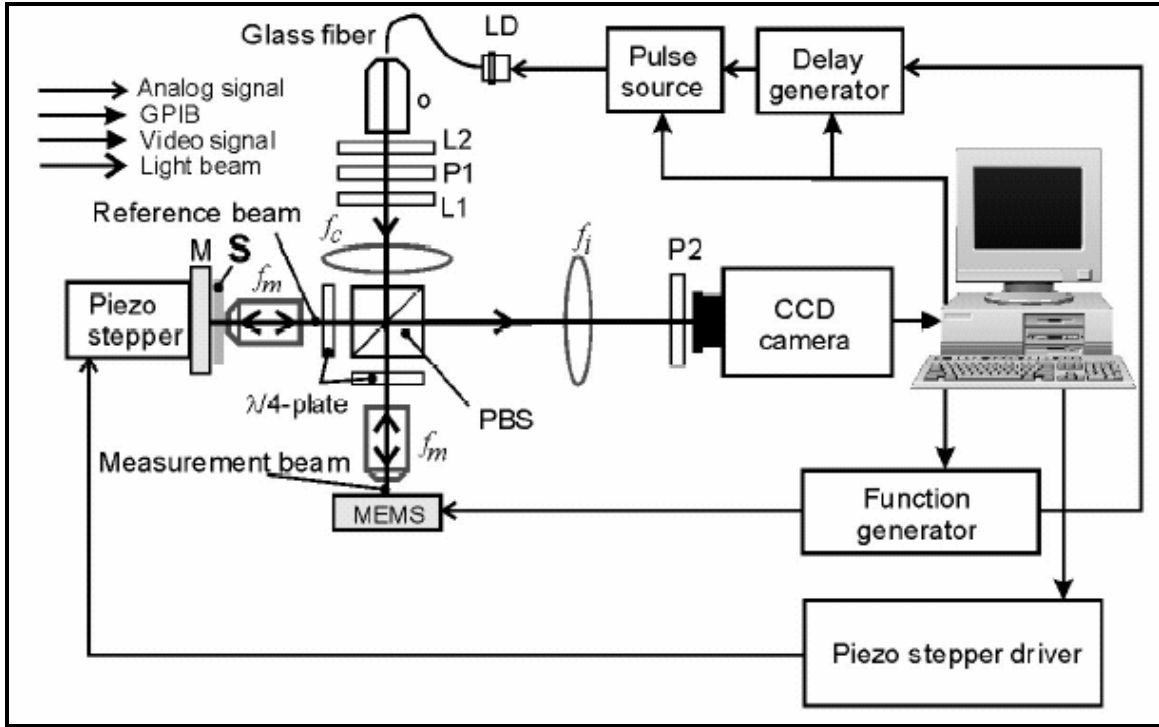 Glass fiber
LD
Pulse
source
Delay
generator
Analog signal
GPIB
Video signal
Light beam
o
L2
P1
L1
Reference beam
f_c
M
S
f_m
f_i
P2
Piezo
stepper
CCD
camera
λ/4-plate
PBS
f_m
Measurement beam
MEMS
Function
generator
Piezo stepper driver